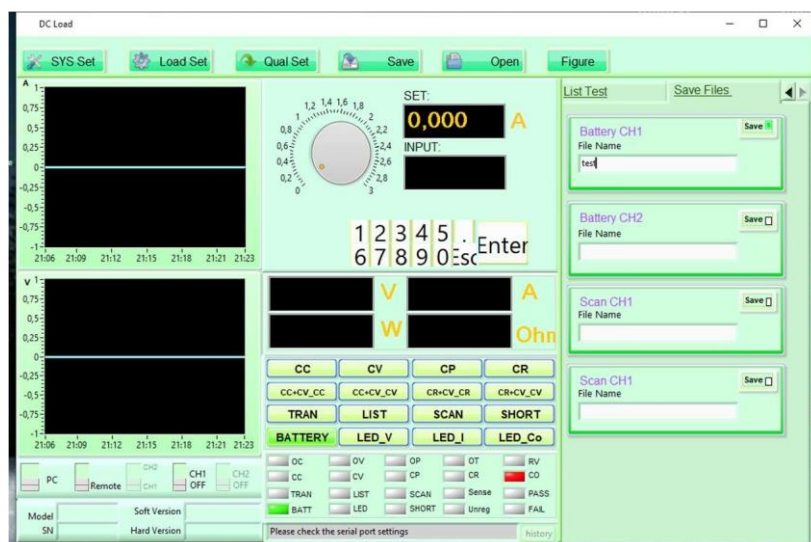 DC Load
SYS Set Load Set Qual Set Save Open Figure
A
1
0,75
0,5
0,25
0
-0,25
-0,5
-0,75
-1
21:06 21:09 21:12 21:15 21:18 21:21 21:23
V
1
0,75
0,5
0,25
0
-0,25
-0,5
-0,75
-1
21:06 21:09 21:12 21:15 21:18 21:21 21:23
PC Remote CH2 CH1 CH1 OFF CH2 OFF
Model Soft Version
SN Hard Version
0 0,2 0,4 0,6 0,8 1 1,2 1,4 1,6 1,8 2 2,2 2,4 2,6 2,8 3
SET:
0,000 A
INPUT:
1 2 3 4 5 .
6 7 8 9 0 Esc Enter
V A
W Ohm
CC CV CP CR
CC+CV_CC CC+CV_CV CR+CV_CR CR+CV_CV
TRAN LIST SCAN SHORT
BATTERY LED_V LED_I LED_Co
OC OV OP OT RV
CC CV CP CR CO
TRAN LIST SCAN Sense PASS
BATT LED SHORT Unreg FAIL
Please check the serial port settings history
List Test Save Files
Battery CH1 Save
File Name
test
Battery CH2 Save
File Name
Scan CH1 Save
File Name
Scan CH1 Save
File Name